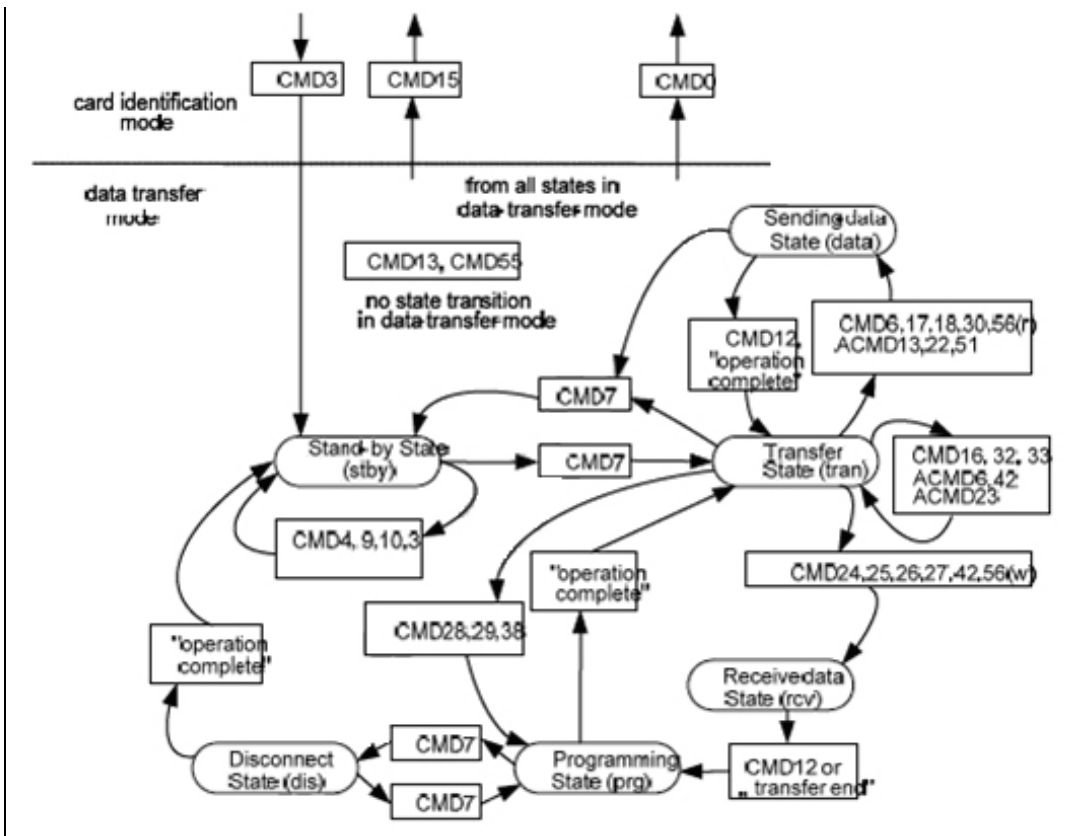 CMD3
CMD15
CMD0
card identification
mode
data transfer
mode
from all states in
data-transfer mode
Sending-data
State (data)
CMD13, CMD55
no state transition
in data-transfer mode
CMD12,
"operation
complete"
CMD6,17,18,30,56(r)
ACMD13,22,51
CMD7
Stand-by State
(stby)
CMD7
Transfer
State (tran)
CMD16, 32, 33
ACMD6,42
ACMD23
CMD4, 9,10,3
"operation
complete"
CMD24,25,26,27,42,56(w)
CMD28,29,38
"operation
complete"
Receive-data
State (rcv)
Disconnect
State (dis)
CMD7
CMD7
Programming
State (prg)
CMD12 or
„ transfer end"